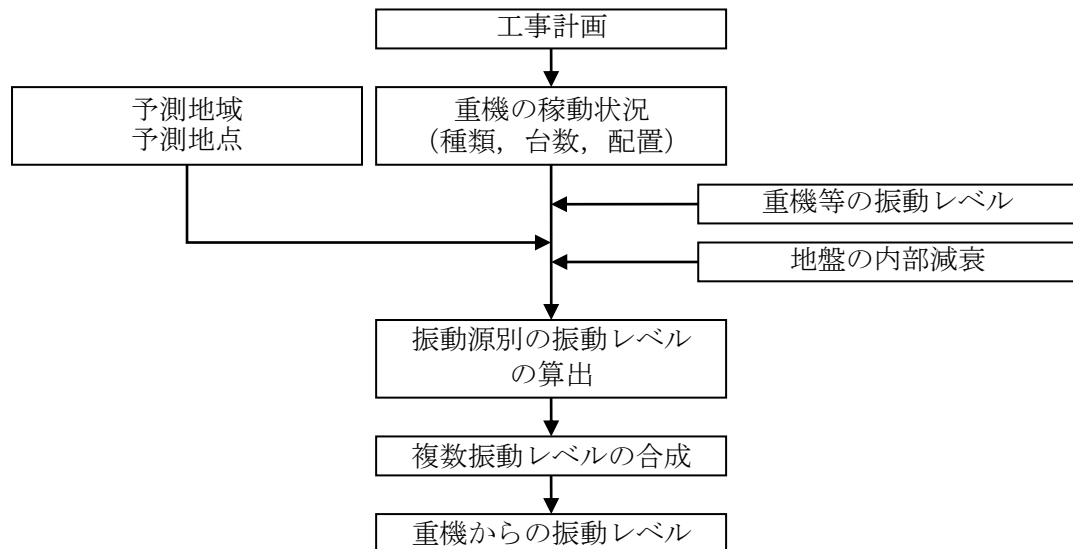 工事計画
予測地域
予測地点
重機の稼動状況
（種類，台数，配置）
重機等の振動レベル
地盤の内部減衰
振動源別の振動レベル
の算出
複数振動レベルの合成
重機からの振動レベル